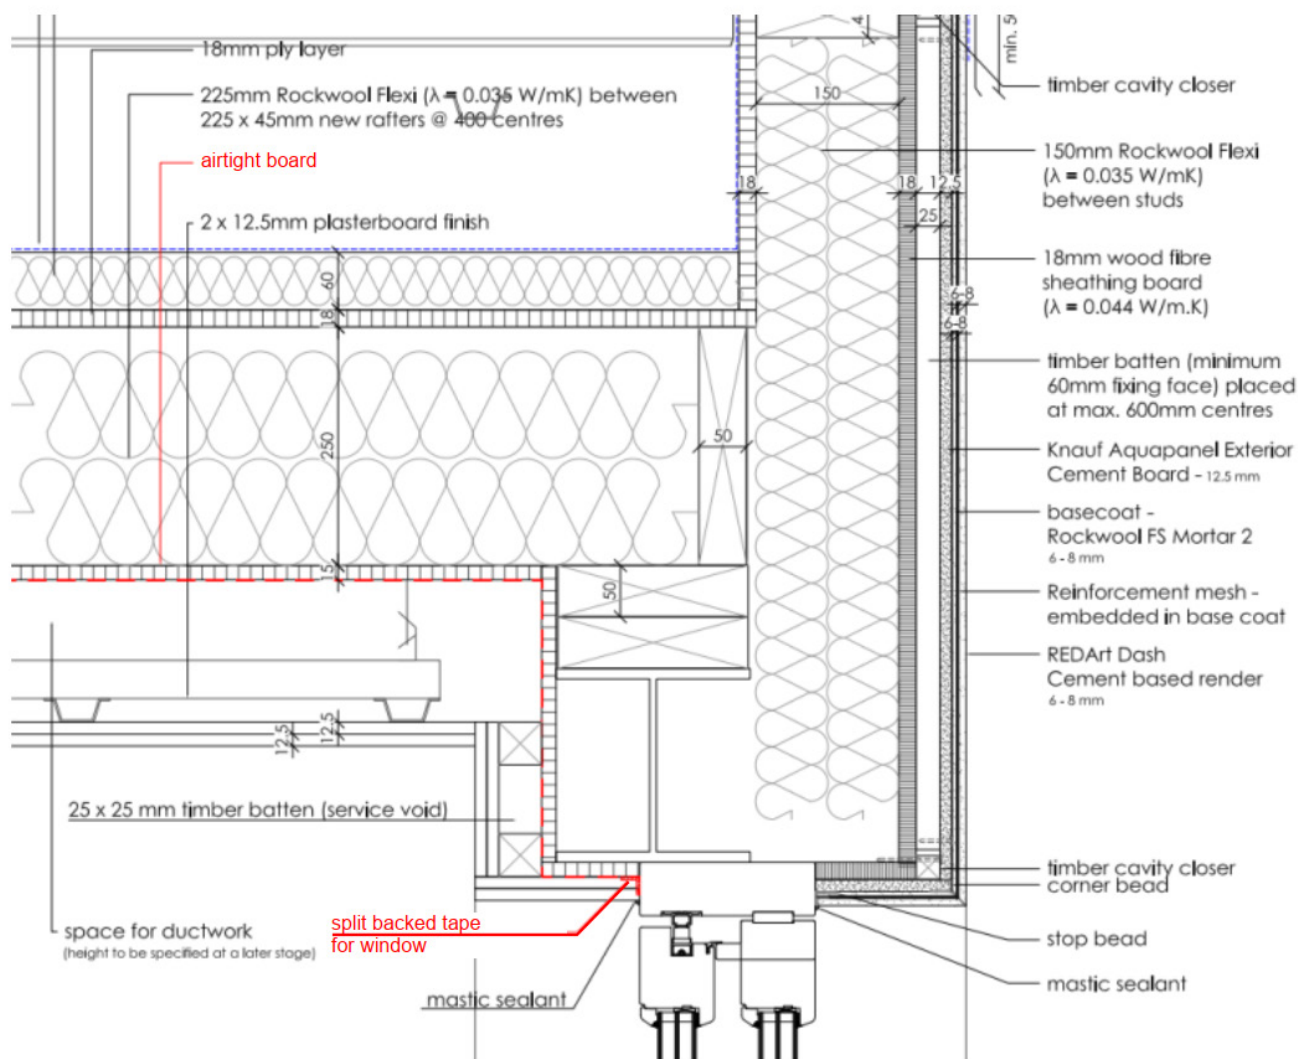 18mm ply layer
225mm Rockwool Flexi (λ = 0.035 W/mK) between
225 x 45mm new rafters @ 400 centres
airtight board
2 x 12.5mm plasterboard finish
60
18
250
15
50
50
12.5
12.5
25 x 25 mm timber batten (service void)
space for ductwork
(height to be specified at a later stage)
split backed tape
for window
mastic sealant
4
150
18
18
12.5
25
6-8
6-8
min. 50
timber cavity closer
150mm Rockwool Flexi
(λ = 0.035 W/mK)
between studs
18mm wood fibre
sheathing board
(λ = 0.044 W/m.K)
timber batten (minimum
60mm fixing face) placed
at max. 600mm centres
Knauf Aquapanel Exterior
Cement Board - 12.5 mm
basecoat -
Rockwool FS Mortar 2
6 - 8 mm
Reinforcement mesh -
embedded in base coat
REDArt Dash
Cement based render
6 - 8 mm
timber cavity closer
corner bead
stop bead
mastic sealant